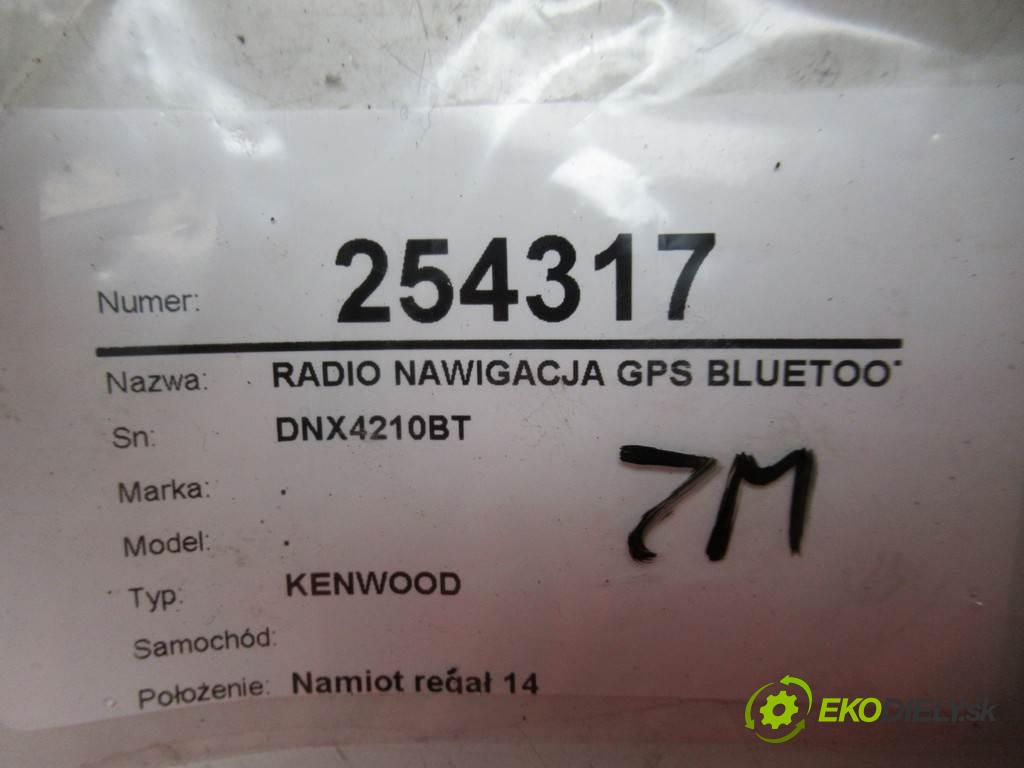 Numer: 254317
Nazwa: RADIO NAWIGACJA GPS BLUETOO
Sn: DNX4210BT
Marka: .
Model: .
ZM
Typ: KENWOOD
Samochód:
Położenie: Namiot regał 14
EKODIELY.sk